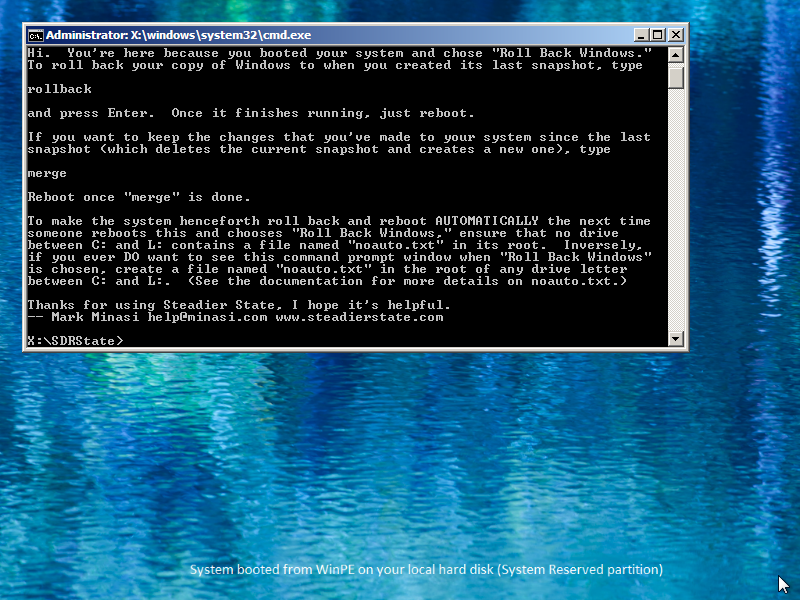 Administrator: X:\windows\system32\cmd.exe
Hi.  You're here because you booted your system and chose "Roll Back Windows."
To roll back your copy of Windows to when you created its last snapshot, type
rollback
and press Enter.  Once it finishes running, just reboot.
If you want to keep the changes that you've made to your system since the last
snapshot (which deletes the current snapshot and creates a new one), type
merge
Reboot once "merge" is done.
To make the system henceforth roll back and reboot AUTOMATICALLY the next time
someone reboots this and chooses "Roll Back Windows," ensure that no drive
between C: and L: contains a file named "noauto.txt" in its root.  Inversely,
if you ever DO want to see this command prompt window when "Roll Back Windows"
is chosen, create a file named "noauto.txt" in the root of any drive letter
between C: and L:.  (See the documentation for more details on noauto.txt.)
Thanks for using Steadier State, I hope it's helpful.
-- Mark Minasi help@minasi.com www.steadierstate.com
X:\SDRState>
System booted from WinPE on your local hard disk (System Reserved partition)